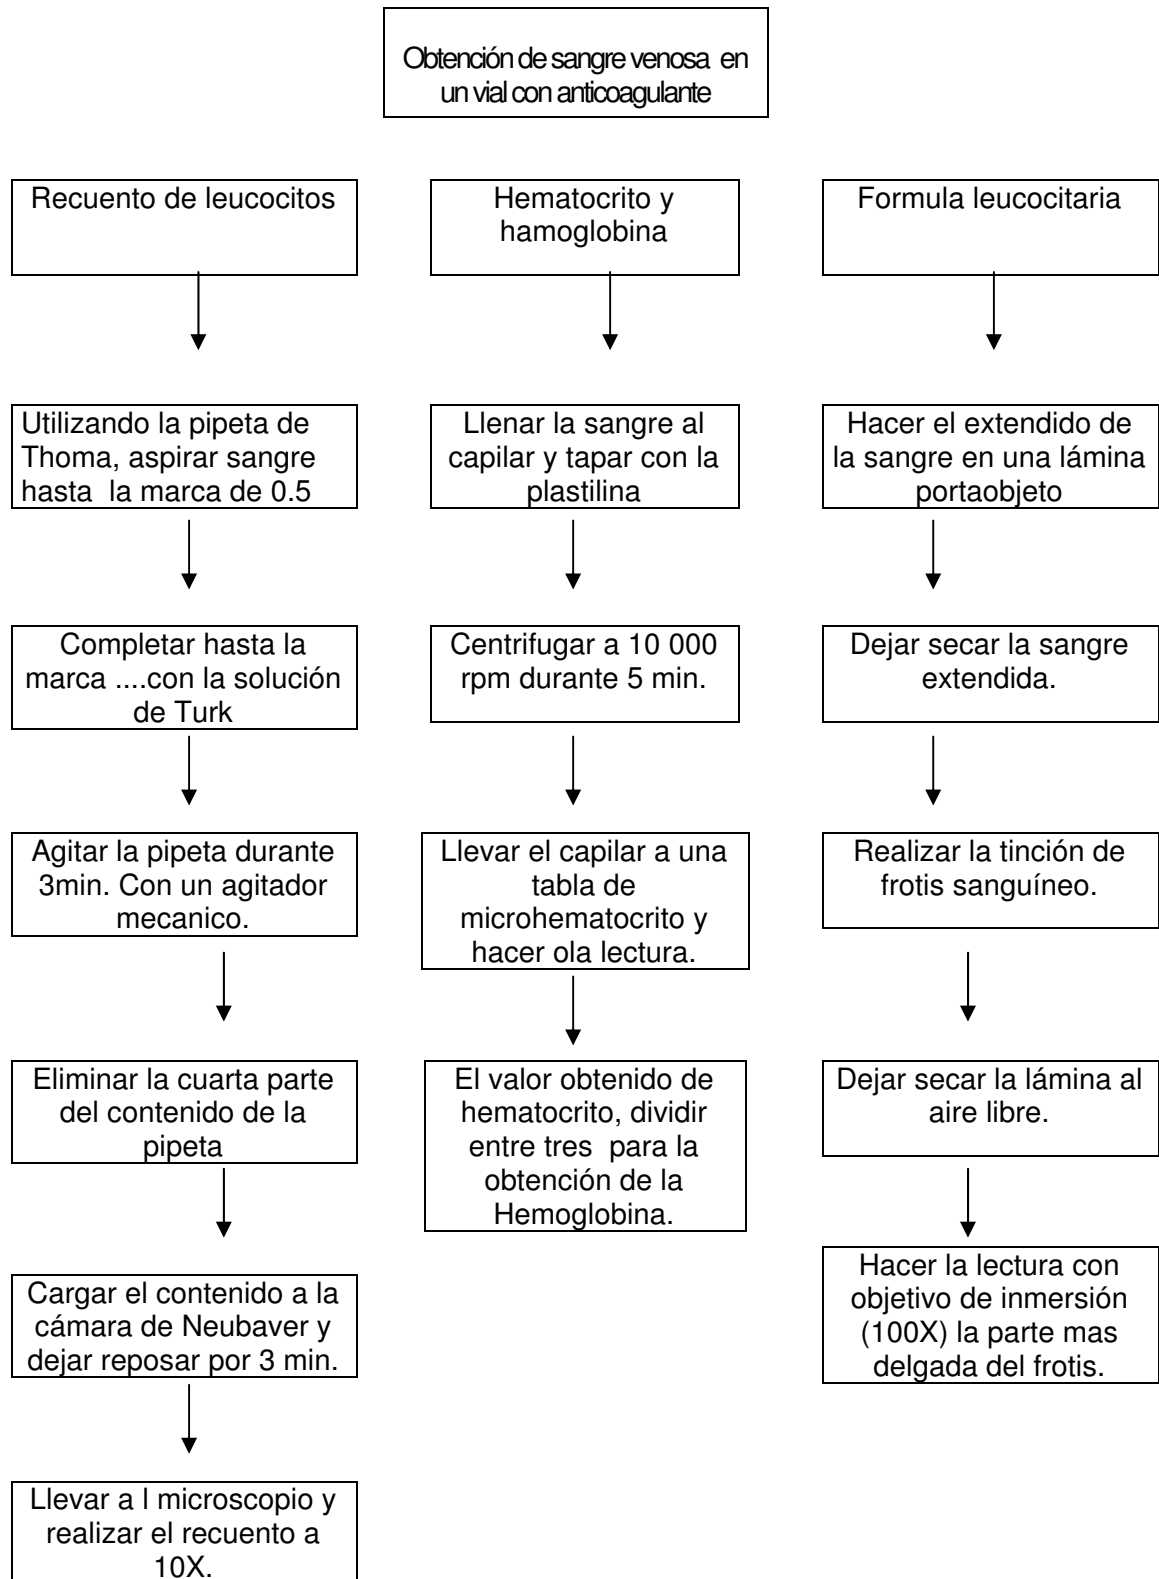 Obtención de sangre venosa en
un vial con anticoagulante
Recuento de leucocitos
Utilizando la pipeta de
Thoma, aspirar sangre
hasta la marca de 0.5
Completar hasta la
marca ....con la solución
de Turk
Agitar la pipeta durante
3min. Con un agitador
mecanico.
Eliminar la cuarta parte
del contenido de la
pipeta
Cargar el contenido a la
cámara de Neubaver y
dejar reposar por 3 min.
Llevar a l microscopio y
realizar el recuento a
10X.
Hematocrito y
hamoglobina
Llenar la sangre al
capilar y tapar con la
plastilina
Centrifugar a 10 000
rpm durante 5 min.
Llevar el capilar a una
tabla de
microhematocrito y
hacer ola lectura.
El valor obtenido de
hematocrito, dividir
entre tres para la
obtención de la
Hemoglobina.
Formula leucocitaria
Hacer el extendido de
la sangre en una lámina
portaobjeto
Dejar secar la sangre
extendida.
Realizar la tinción de
frotis sanguíneo.
Dejar secar la lámina al
aire libre.
Hacer la lectura con
objetivo de inmersión
(100X) la parte mas
delgada del frotis.